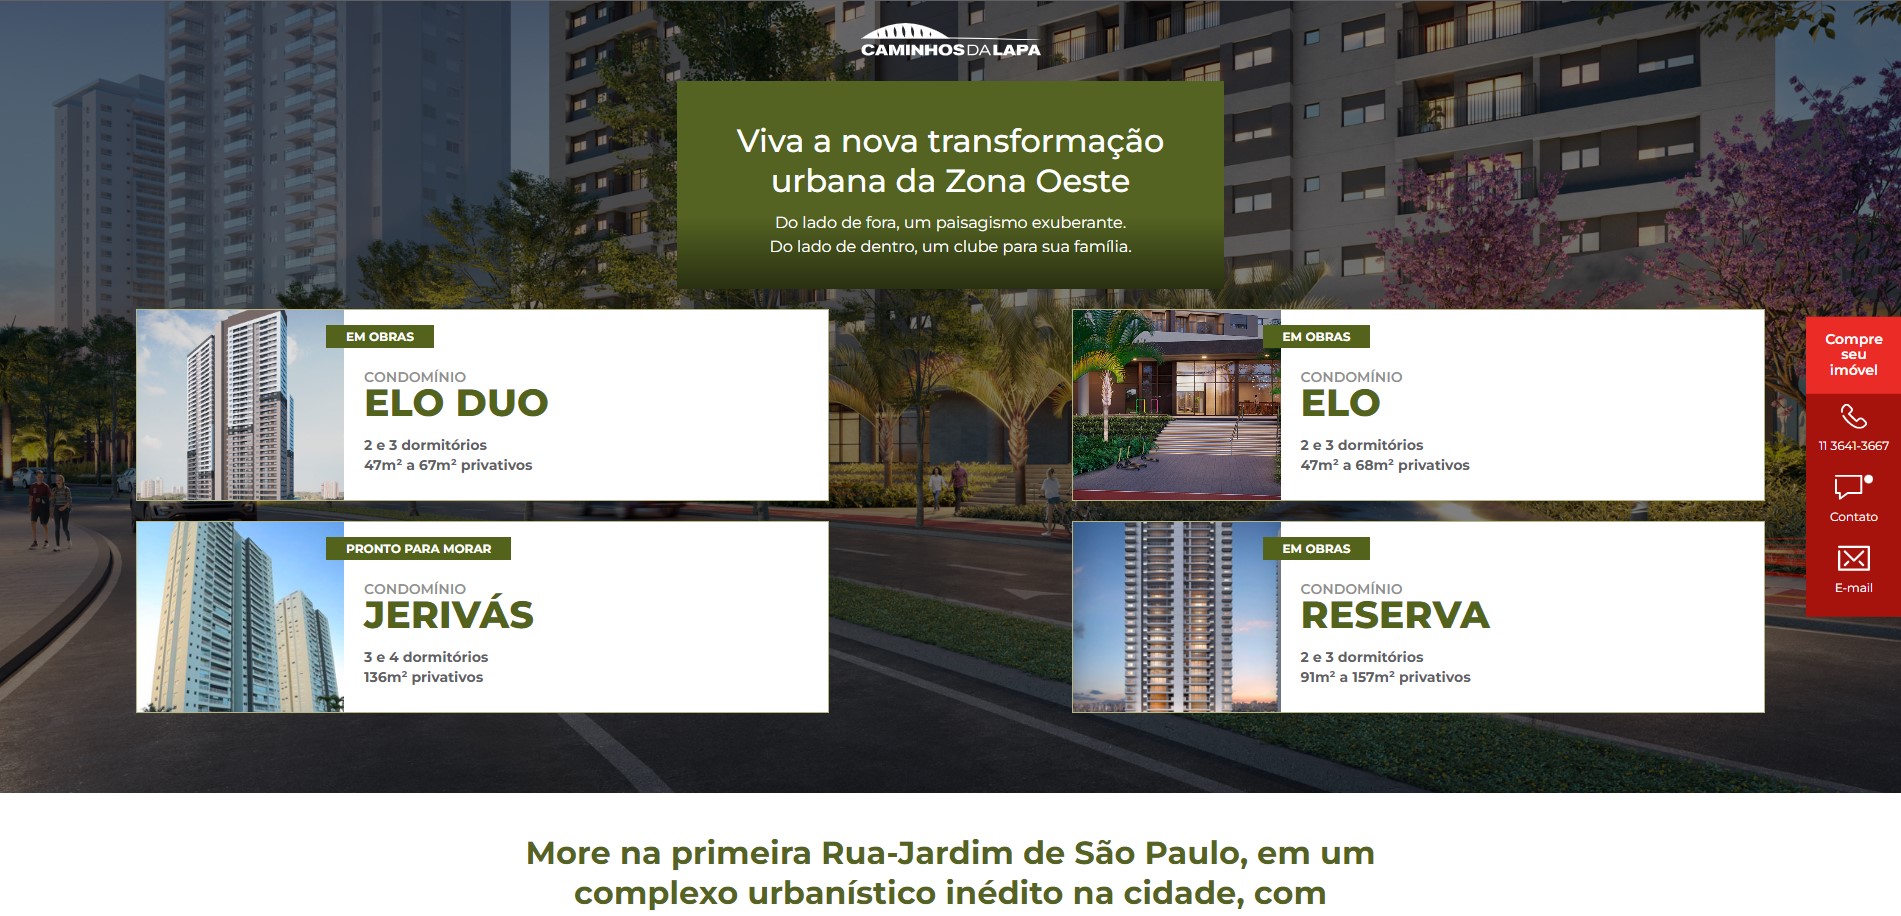 CAMINHOSDALAPA
Viva a nova transformação
urbana da Zona Oeste
Do lado de fora, um paisagismo exuberante.
Do lado de dentro, um clube para sua família.
EM OBRAS
CONDOMÍNIO
ELO DUO
2 e 3 dormitórios
47m² a 67m² privativos
EM OBRAS
CONDOMÍNIO
ELO
2 e 3 dormitórios
47m² a 68m² privativos
PRONTO PARA MORAR
CONDOMÍNIO
JERIVÁS
3 e 4 dormitórios
136m² privativos
EM OBRAS
CONDOMÍNIO
RESERVA
2 e 3 dormitórios
91m² a 157m² privativos
Compre
seu
imóvel
11 3641-3667
Contato
E-mail
More na primeira Rua-Jardim de São Paulo, em um
complexo urbanístico inédito na cidade, com